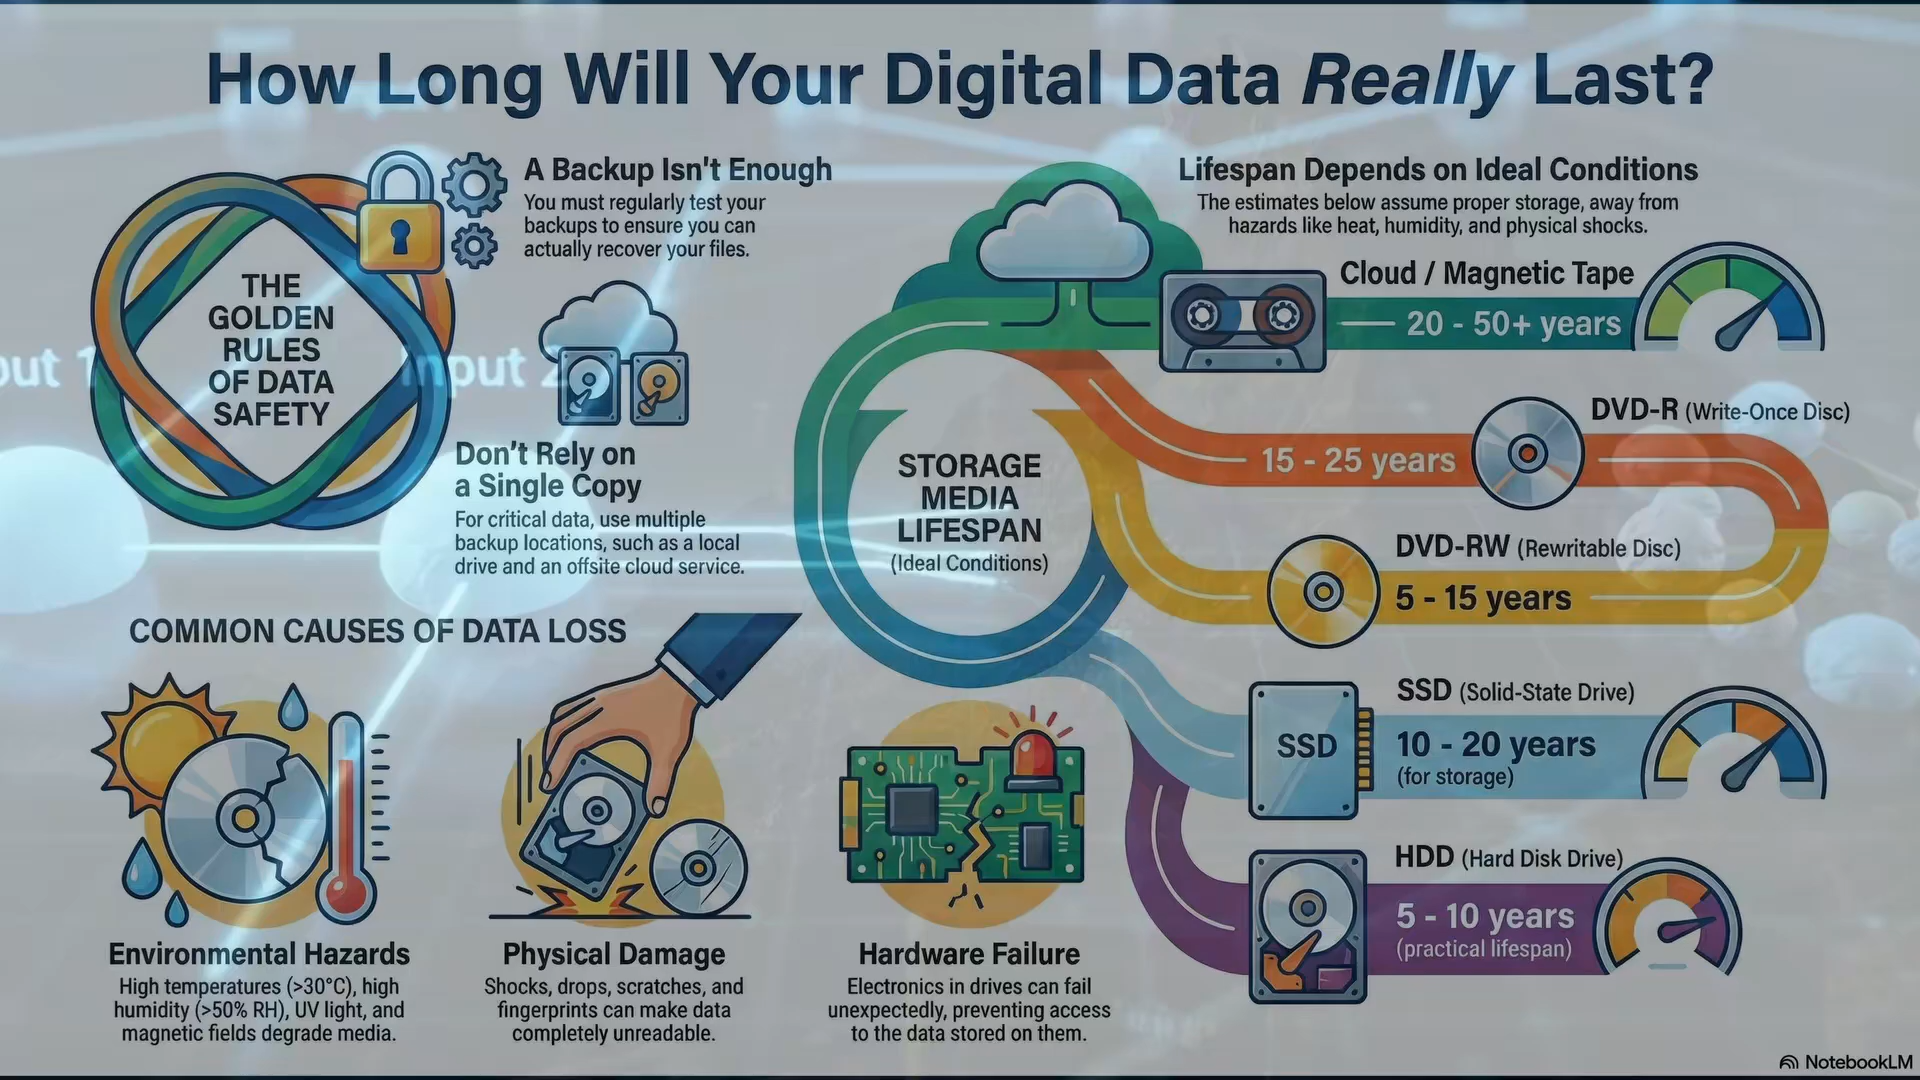 How Long Will Your Digital Data Really Last?
THE
GOLDEN
RULES
OF DATA
SAFETY
A Backup Isn't Enough
You must regularly test your
backups to ensure you can
actually recover your files.
Don't Rely on
a Single Copy
For critical data, use multiple
backup locations, such as a local
drive and an offsite cloud service.
COMMON CAUSES OF DATA LOSS
Environmental Hazards
High temperatures (>30°C), high
humidity (>50% RH), UV light, and
magnetic fields degrade media.
Physical Damage
Shocks, drops, scratches, and
fingerprints can make data
completely unreadable.
Hardware Failure
Electronics in drives can fail
unexpectedly, preventing access
to the data stored on them.
STORAGE
MEDIA
LIFESPAN
(Ideal Conditions)
Lifespan Depends on Ideal Conditions
The estimates below assume proper storage, away from
hazards like heat, humidity, and physical shocks.
Cloud / Magnetic Tape
20 - 50+ years
DVD-R (Write-Once Disc)
15 - 25 years
DVD-RW (Rewritable Disc)
5 - 15 years
SSD
SSD (Solid-State Drive)
10 - 20 years
(for storage)
HDD (Hard Disk Drive)
5 - 10 years
(practical lifespan)
NotebookLM